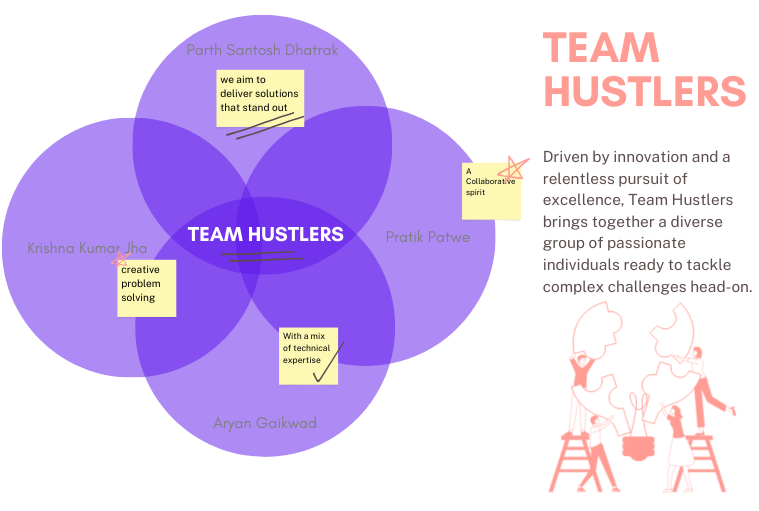 Parth Santosh Dhatrak
we aim to
deliver solutions
that stand out
TEAM
HUSTLERS
Driven by innovation and a
relentless pursuit of
excellence, Team Hustlers
brings together a diverse
group of passionate
individuals ready to tackle
complex challenges head-on.
A
Collaborative
spirit
TEAM HUSTLERS
Pratik Patwe
Krishna Kumar Jha
creative
problem
solving
With a mix
of technical
expertise
Aryan Gaikwad